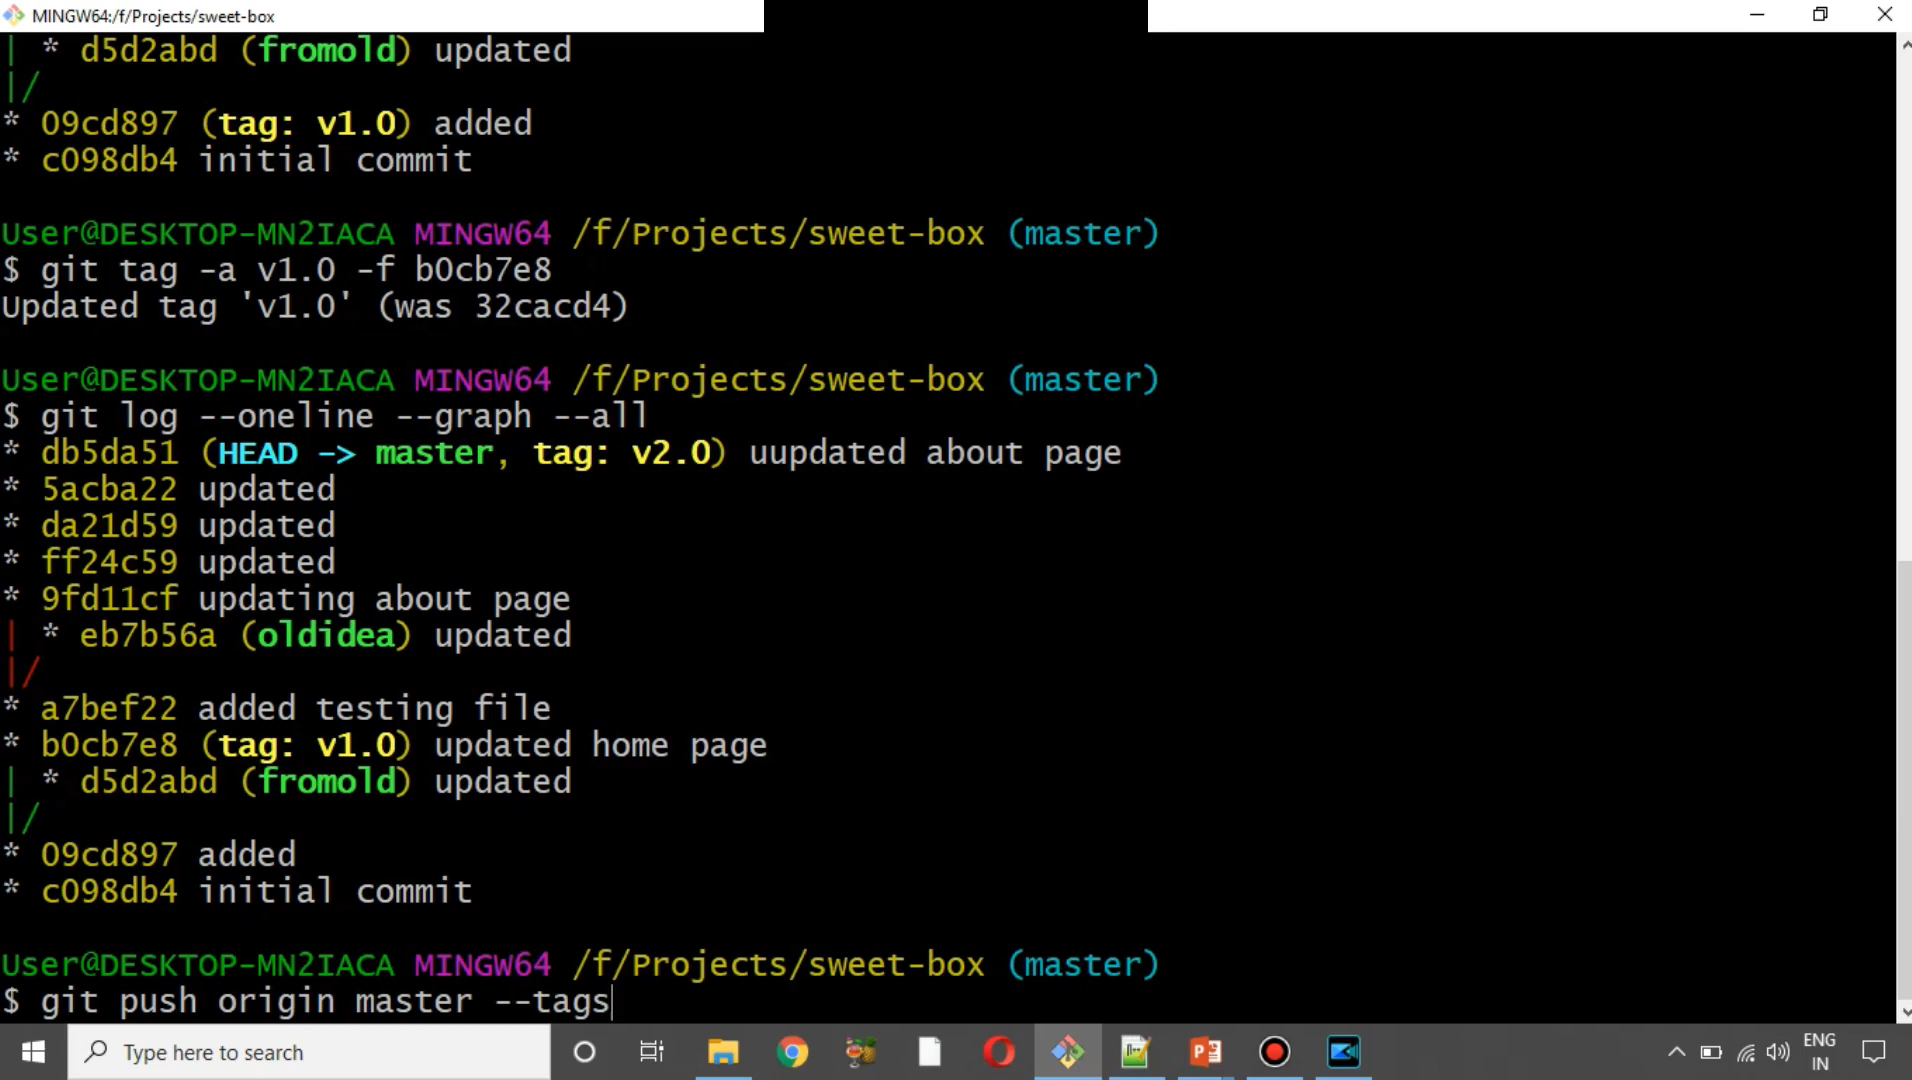 MINGW64:/f/Projects/sweet-box
| * d5d2abd (fromold) updated
|/
* 09cd897 (tag: v1.0) added
* c098db4 initial commit
User@DESKTOP-MN2IACA MINGW64 /f/Projects/sweet-box (master)
$ git tag -a v1.0 -f b0cb7e8
Updated tag 'v1.0' (was 32cacd4)
User@DESKTOP-MN2IACA MINGW64 /f/Projects/sweet-box (master)
$ git log --oneline --graph --all
* db5da51 (HEAD -> master, tag: v2.0) uupdated about page
* 5acba22 updated
* da21d59 updated
* ff24c59 updated
* 9fd11cf updating about page
| * eb7b56a (oldidea) updated
|/
* a7bef22 added testing file
* b0cb7e8 (tag: v1.0) updated home page
| * d5d2abd (fromold) updated
|/
* 09cd897 added
* c098db4 initial commit
User@DESKTOP-MN2IACA MINGW64 /f/Projects/sweet-box (master)
$ git push origin master --tags
Type here to search
ENG
IN